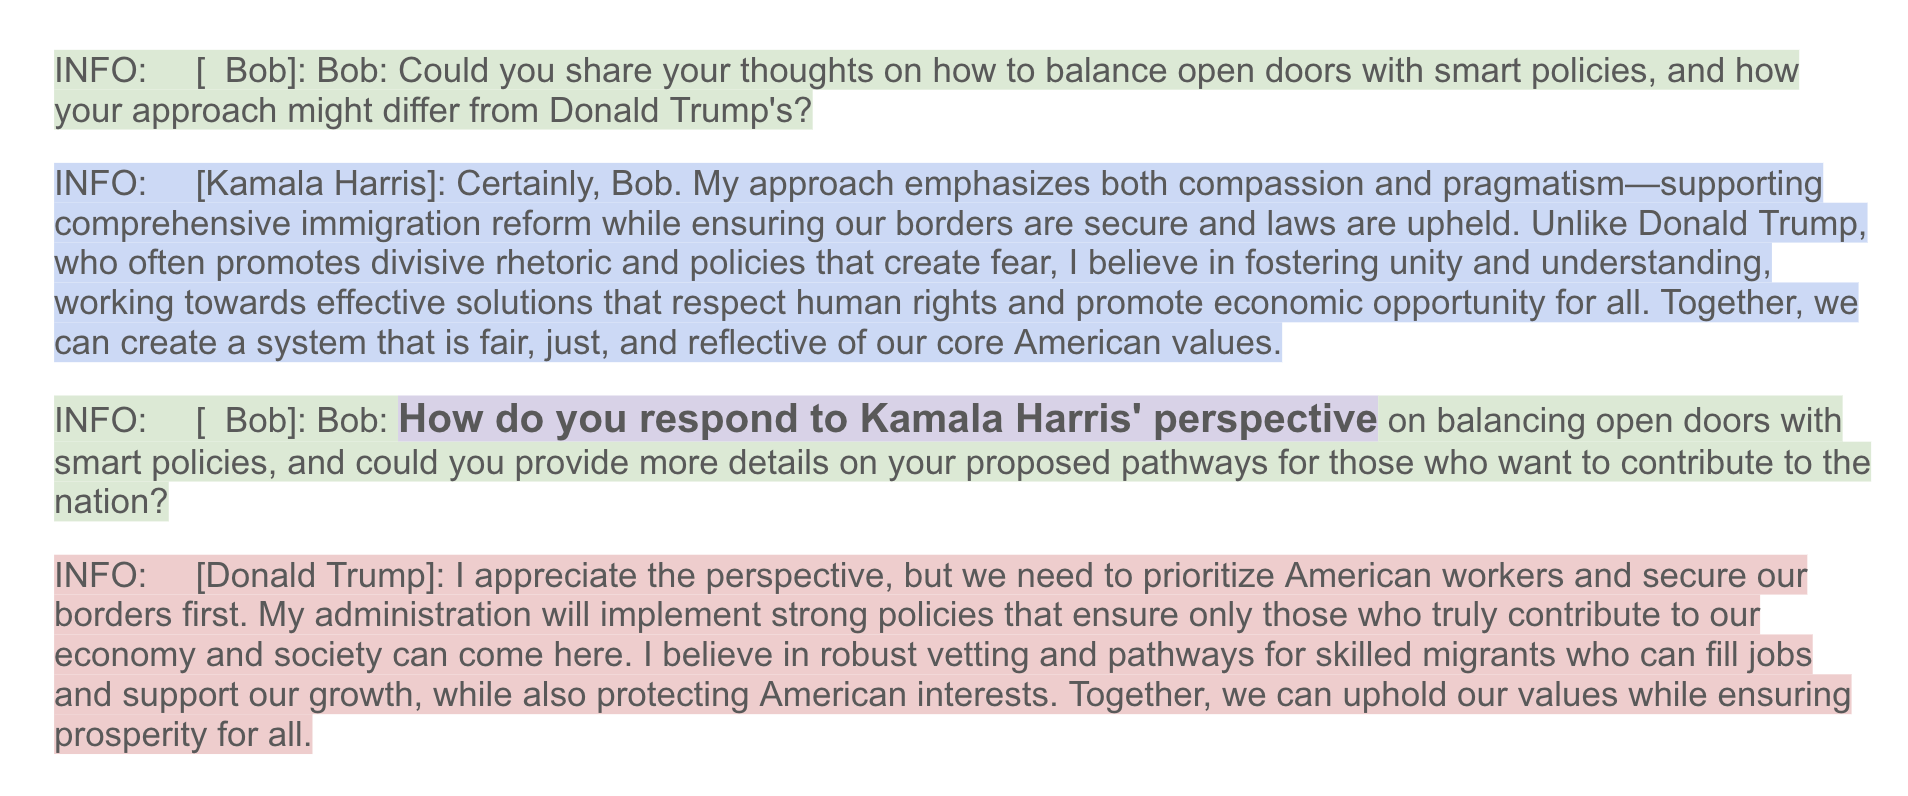 INFO:     [  Bob]: Bob: Could you share your thoughts on how to balance open doors with smart policies, and how
your approach might differ from Donald Trump's?
INFO:     [Kamala Harris]: Certainly, Bob. My approach emphasizes both compassion and pragmatism—supporting
comprehensive immigration reform while ensuring our borders are secure and laws are upheld. Unlike Donald Trump,
who often promotes divisive rhetoric and policies that create fear, I believe in fostering unity and understanding,
working towards effective solutions that respect human rights and promote economic opportunity for all. Together, we
can create a system that is fair, just, and reflective of our core American values.
INFO:     [  Bob]: Bob: How do you respond to Kamala Harris' perspective on balancing open doors with
smart policies, and could you provide more details on your proposed pathways for those who want to contribute to the
nation?
INFO:     [Donald Trump]: I appreciate the perspective, but we need to prioritize American workers and secure our
borders first. My administration will implement strong policies that ensure only those who truly contribute to our
economy and society can come here. I believe in robust vetting and pathways for skilled migrants who can fill jobs
and support our growth, while also protecting American interests. Together, we can uphold our values while ensuring
prosperity for all.